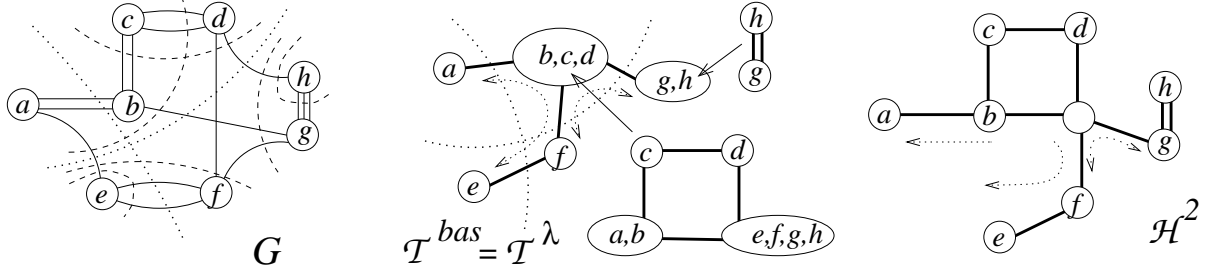 c d
h
a b
g
e f
G
h
a b,c,d
g,h g
c d
f
e
a,b e,f,g,h
𝒯 bas = 𝒯 λ
c d
h
a b
g
f
e
ℋ 2